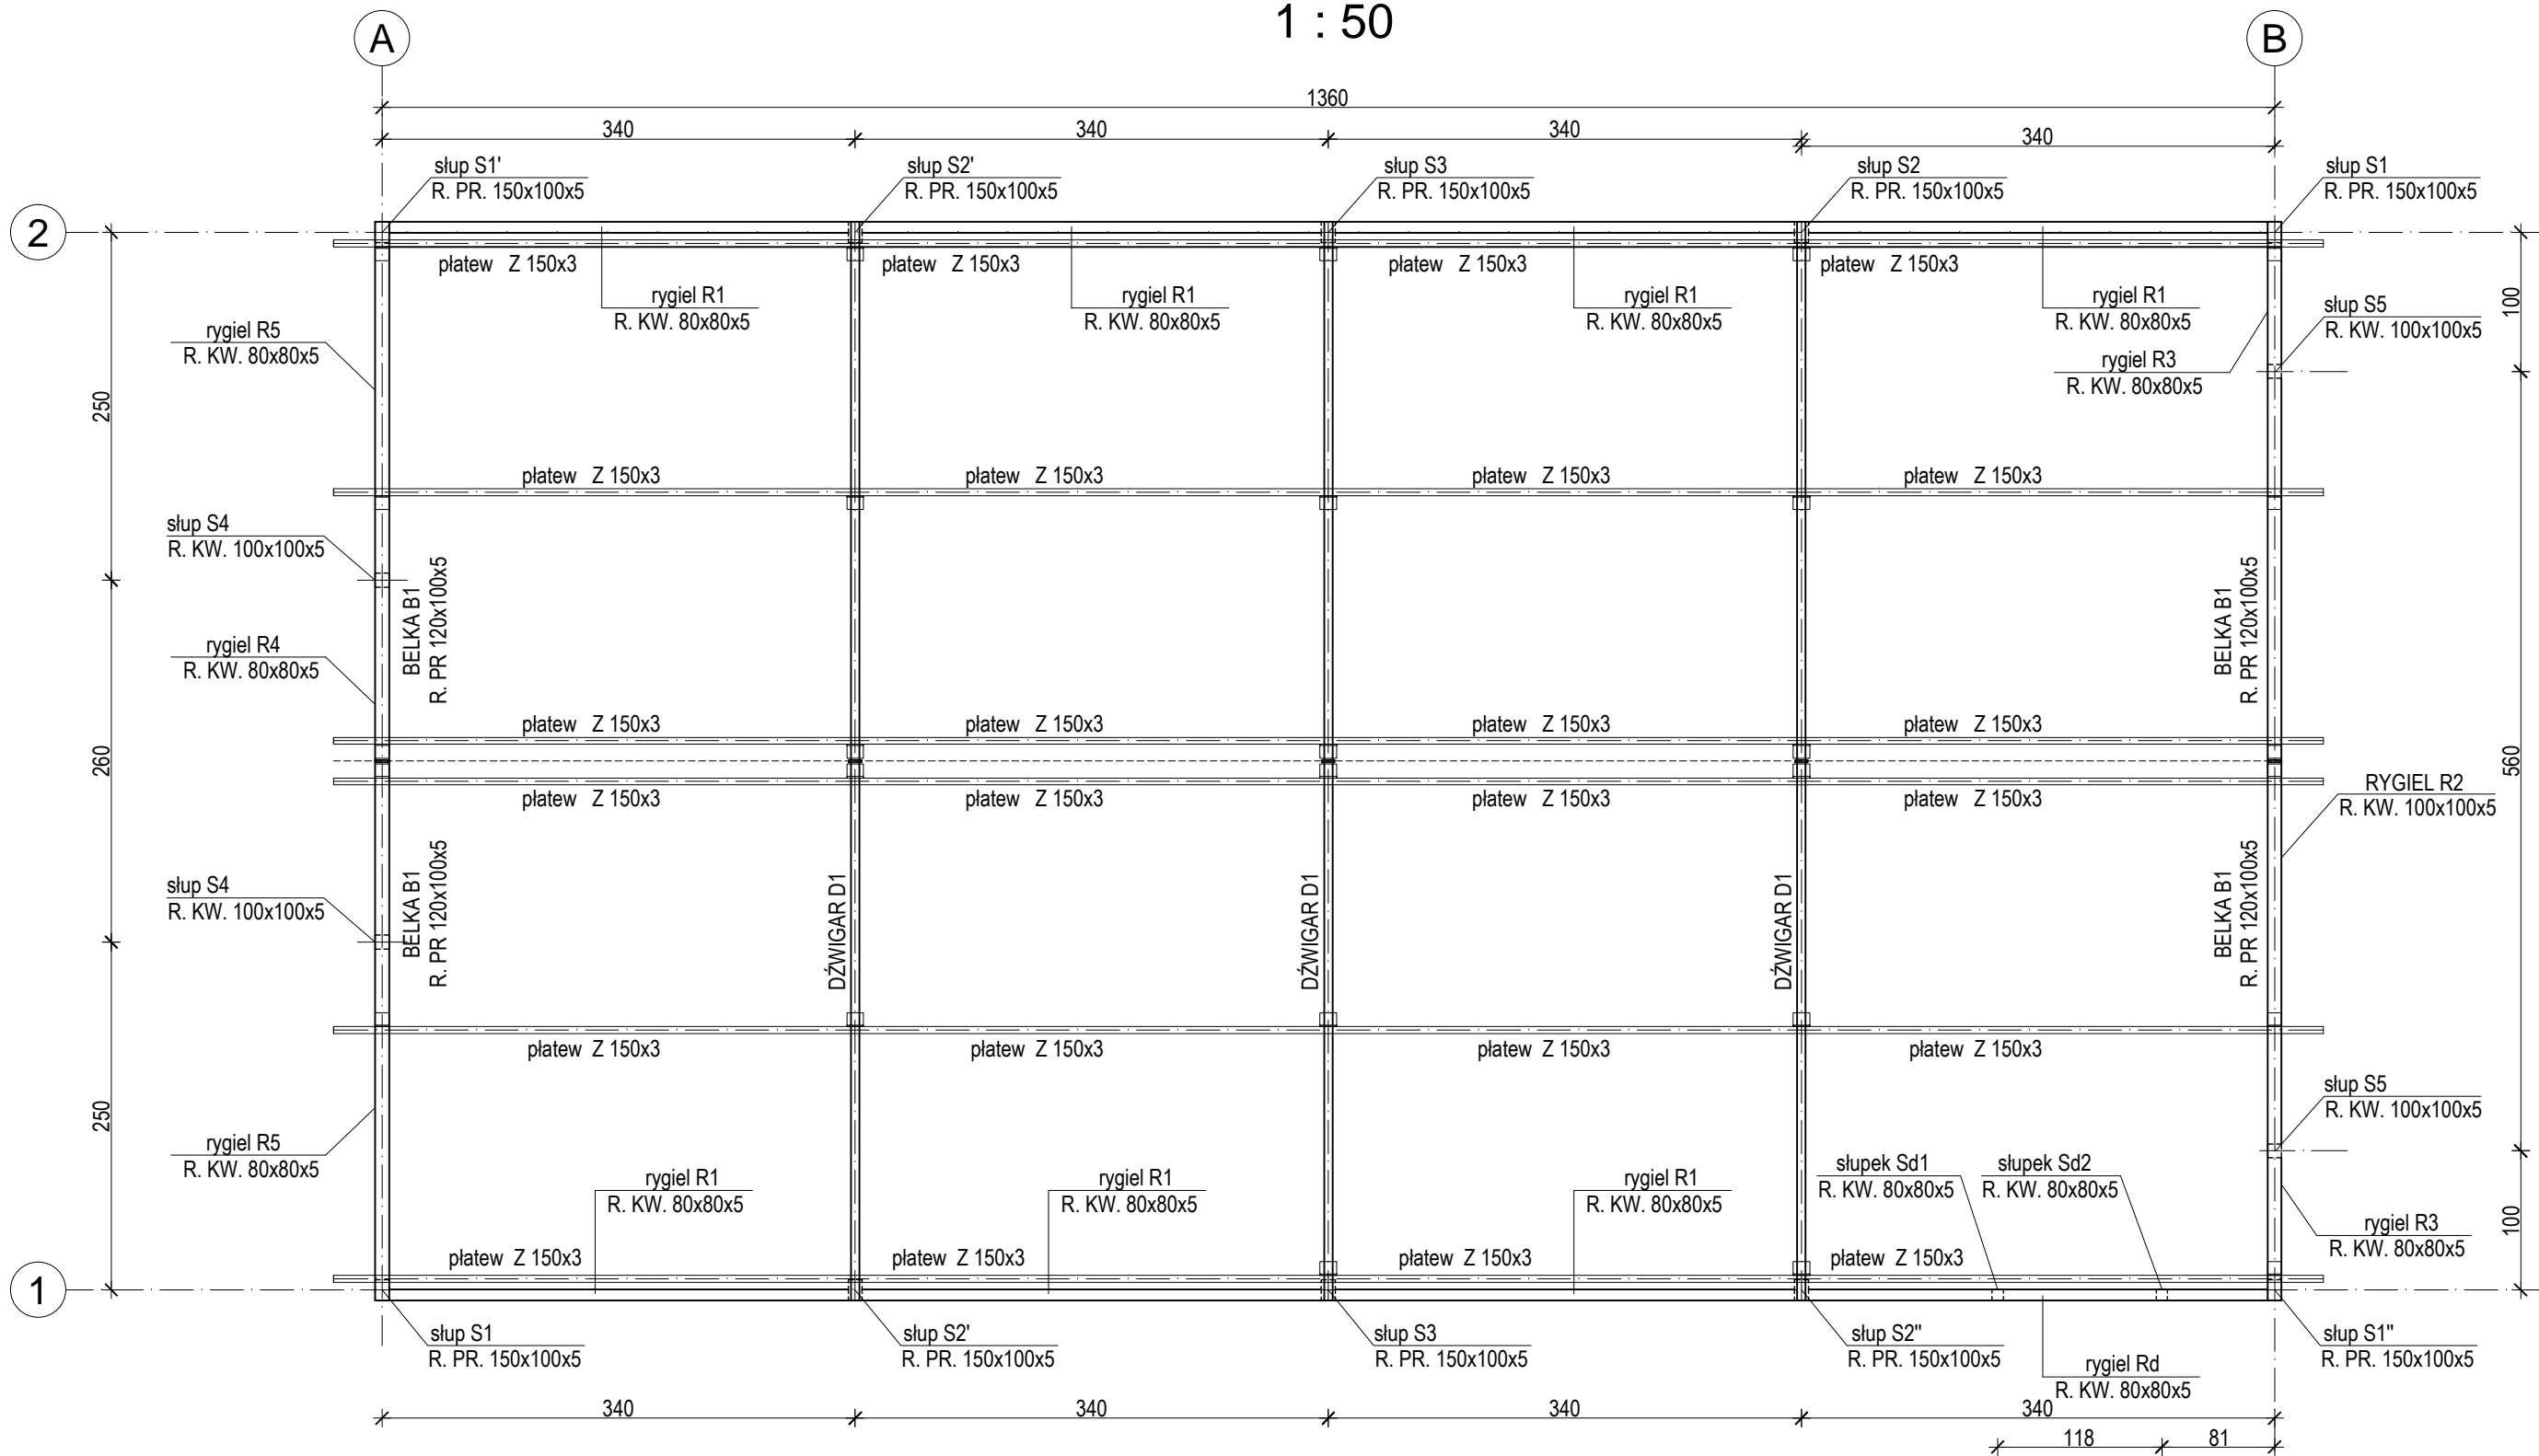 1 : 50
A
B
1360
340
340
340
340
słup S1'
R. PR. 150x100x5
słup S2'
R. PR. 150x100x5
słup S3
R. PR. 150x100x5
słup S2
R. PR. 150x100x5
słup S1
R. PR. 150x100x5
2
płatew Z 150x3
płatew Z 150x3
płatew Z 150x3
płatew Z 150x3
rygiel R1
R. KW. 80x80x5
rygiel R1
R. KW. 80x80x5
rygiel R1
R. KW. 80x80x5
rygiel R1
R. KW. 80x80x5
100
słup S5
R. KW. 100x100x5
rygiel R5
R. KW. 80x80x5
rygiel R3
R. KW. 80x80x5
250
płatew Z 150x3
płatew Z 150x3
płatew Z 150x3
płatew Z 150x3
słup S4
R. KW. 100x100x5
BELKA B1
R. PR 120x100x5
BELKA B1
R. PR 120x100x5
rygiel R4
R. KW. 80x80x5
płatew Z 150x3
płatew Z 150x3
płatew Z 150x3
płatew Z 150x3
260
560
płatew Z 150x3
płatew Z 150x3
płatew Z 150x3
płatew Z 150x3
RYGIEL R2
R. KW. 100x100x5
słup S4
R. KW. 100x100x5
BELKA B1
R. PR 120x100x5
DŹWIGAR D1
DŹWIGAR D1
DŹWIGAR D1
BELKA B1
R. PR 120x100x5
płatew Z 150x3
płatew Z 150x3
płatew Z 150x3
płatew Z 150x3
250
słup S5
R. KW. 100x100x5
rygiel R5
R. KW. 80x80x5
rygiel R1
R. KW. 80x80x5
rygiel R1
R. KW. 80x80x5
rygiel R1
R. KW. 80x80x5
słupek Sd1
R. KW. 80x80x5
słupek Sd2
R. KW. 80x80x5
100
rygiel R3
R. KW. 80x80x5
płatew Z 150x3
płatew Z 150x3
płatew Z 150x3
płatew Z 150x3
1
słup S1
R. PR. 150x100x5
słup S2'
R. PR. 150x100x5
słup S3
R. PR. 150x100x5
słup S2"
R. PR. 150x100x5
rygiel Rd
R. KW. 80x80x5
słup S1"
R. PR. 150x100x5
340
340
340
340
118
81